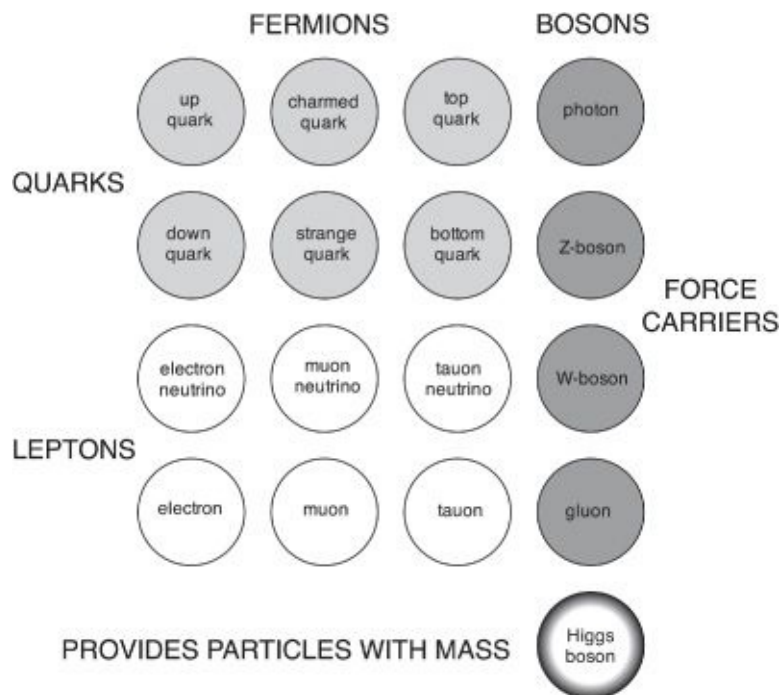 FERMIONS
BOSONS
up
quark
charmed
quark
top
quark
photon
QUARKS
down
quark
strange
quark
bottom
quark
Z-boson
FORCE
CARRIERS
electron
neutrino
muon
neutrino
tauon
neutrino
W-boson
LEPTONS
electron
muon
tauon
gluon
PROVIDES PARTICLES WITH MASS
Higgs
boson